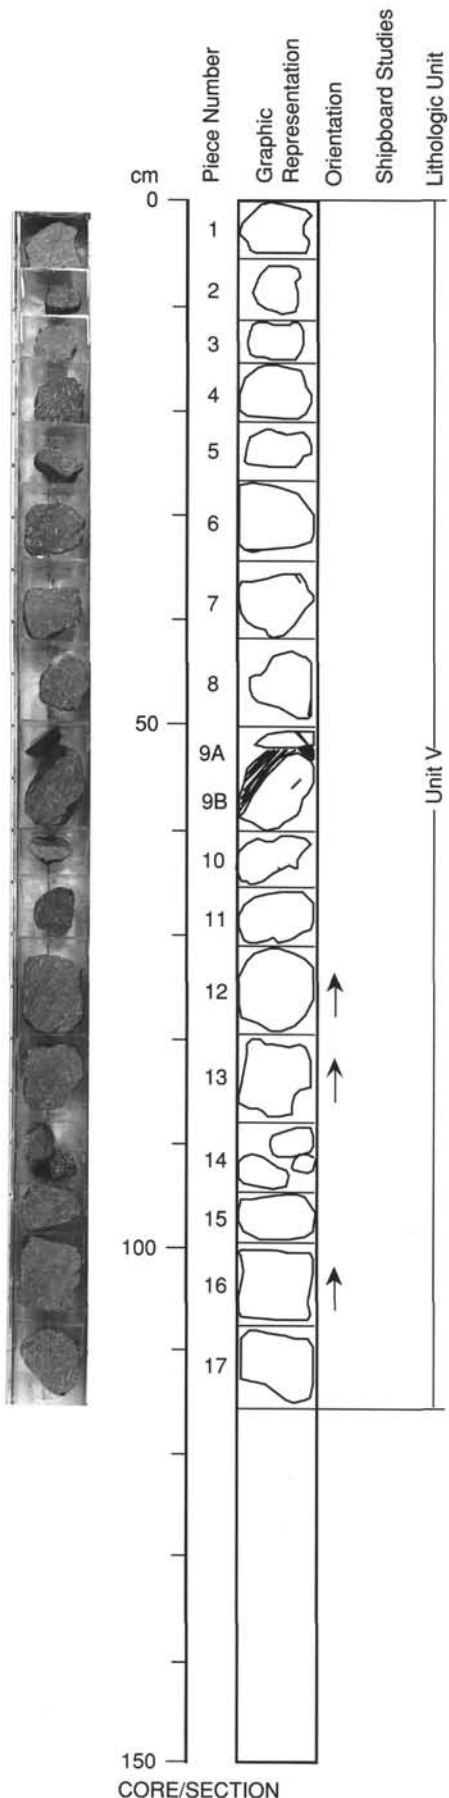 cm
Piece Number
Graphic
Representation
Orientation
Shipboard Studies
Lithologic Unit
0
1
2
3
4
5
6
7
8
50
9A
9B
Unit V
10
11
12
13
14
15
100
16
17
150
CORE/SECTION